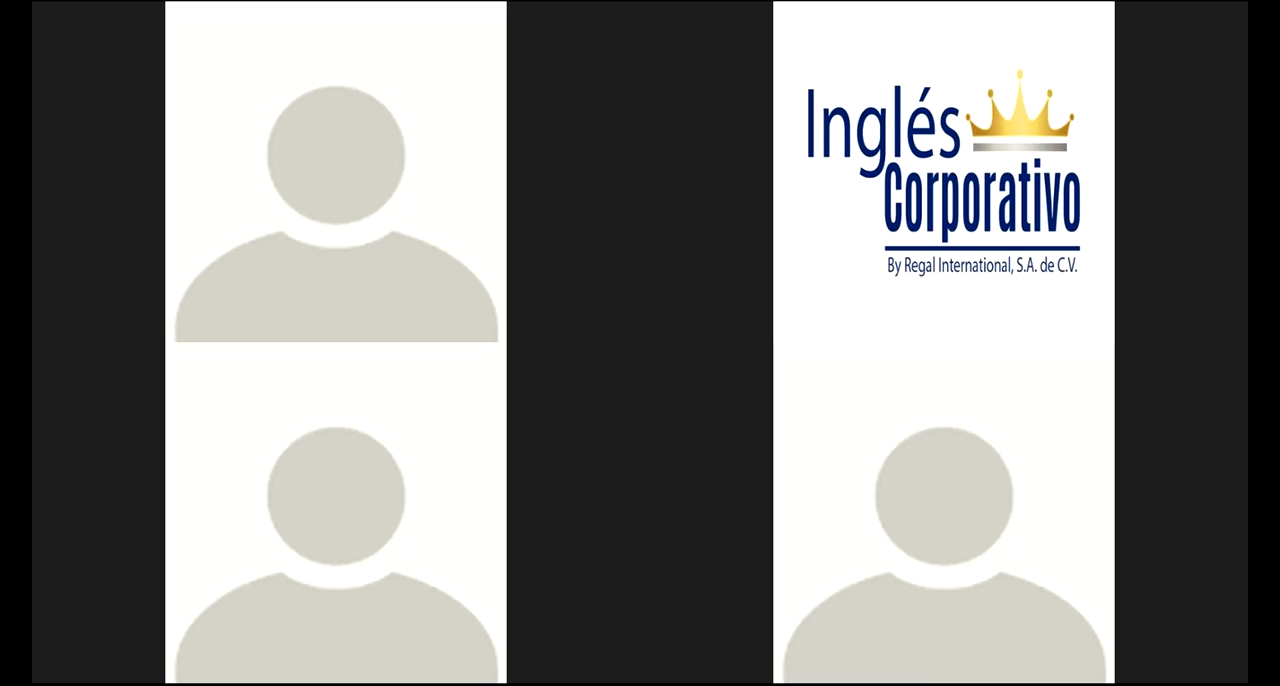 Inglés
Corporativo
By Regal International, S.A. de C.V.